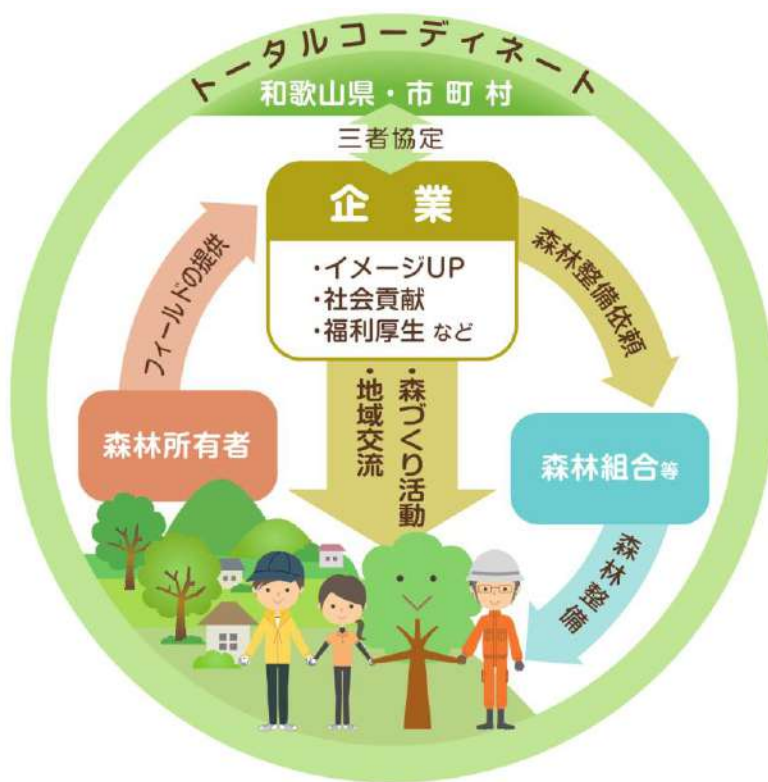 トータルコーディネート
和歌山県・市町村
三者協定
企業
・イメージUP
・社会貢献
・福利厚生 など
フィールドの提供
森林整備依頼
・森づくり活動
・地域交流
森林所有者
森林組合等
森林整備